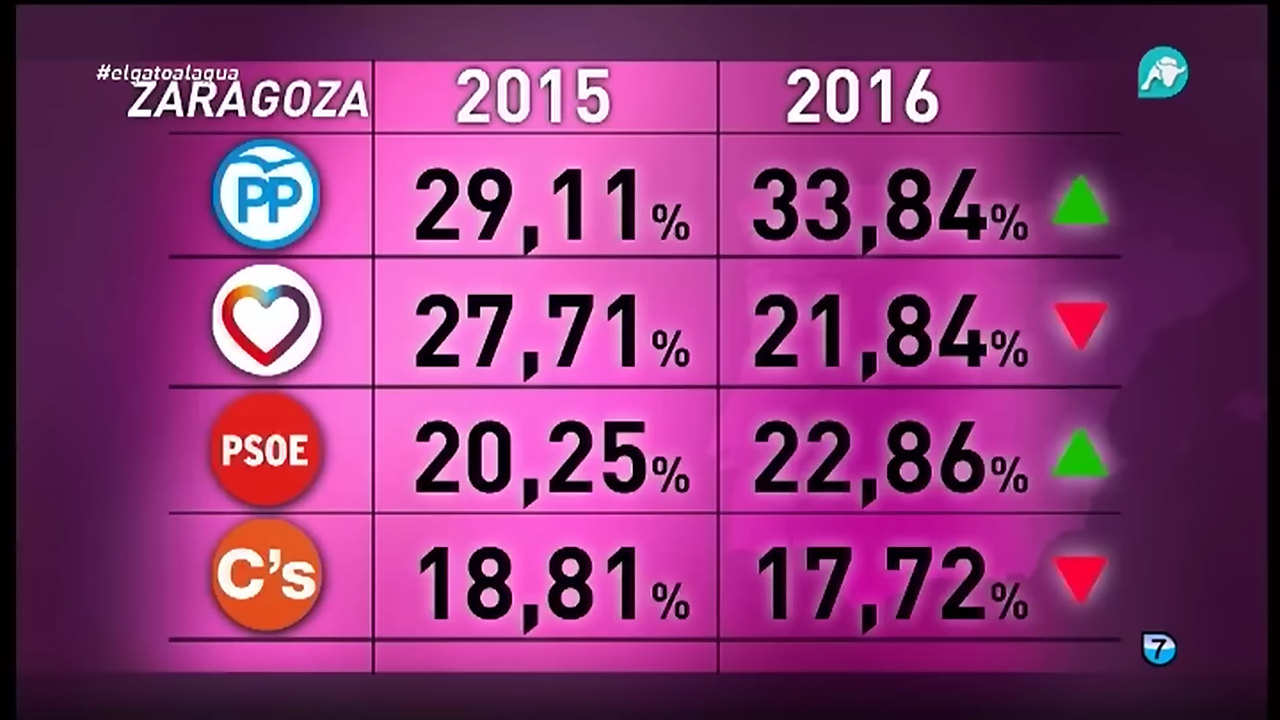 #elgatoalagua
ZARAGOZA 2015 2016
PP 29,11% 33,84%
27,71% 21,84%
PSOE 20,25% 22,86%
C's 18,81% 17,72%
7